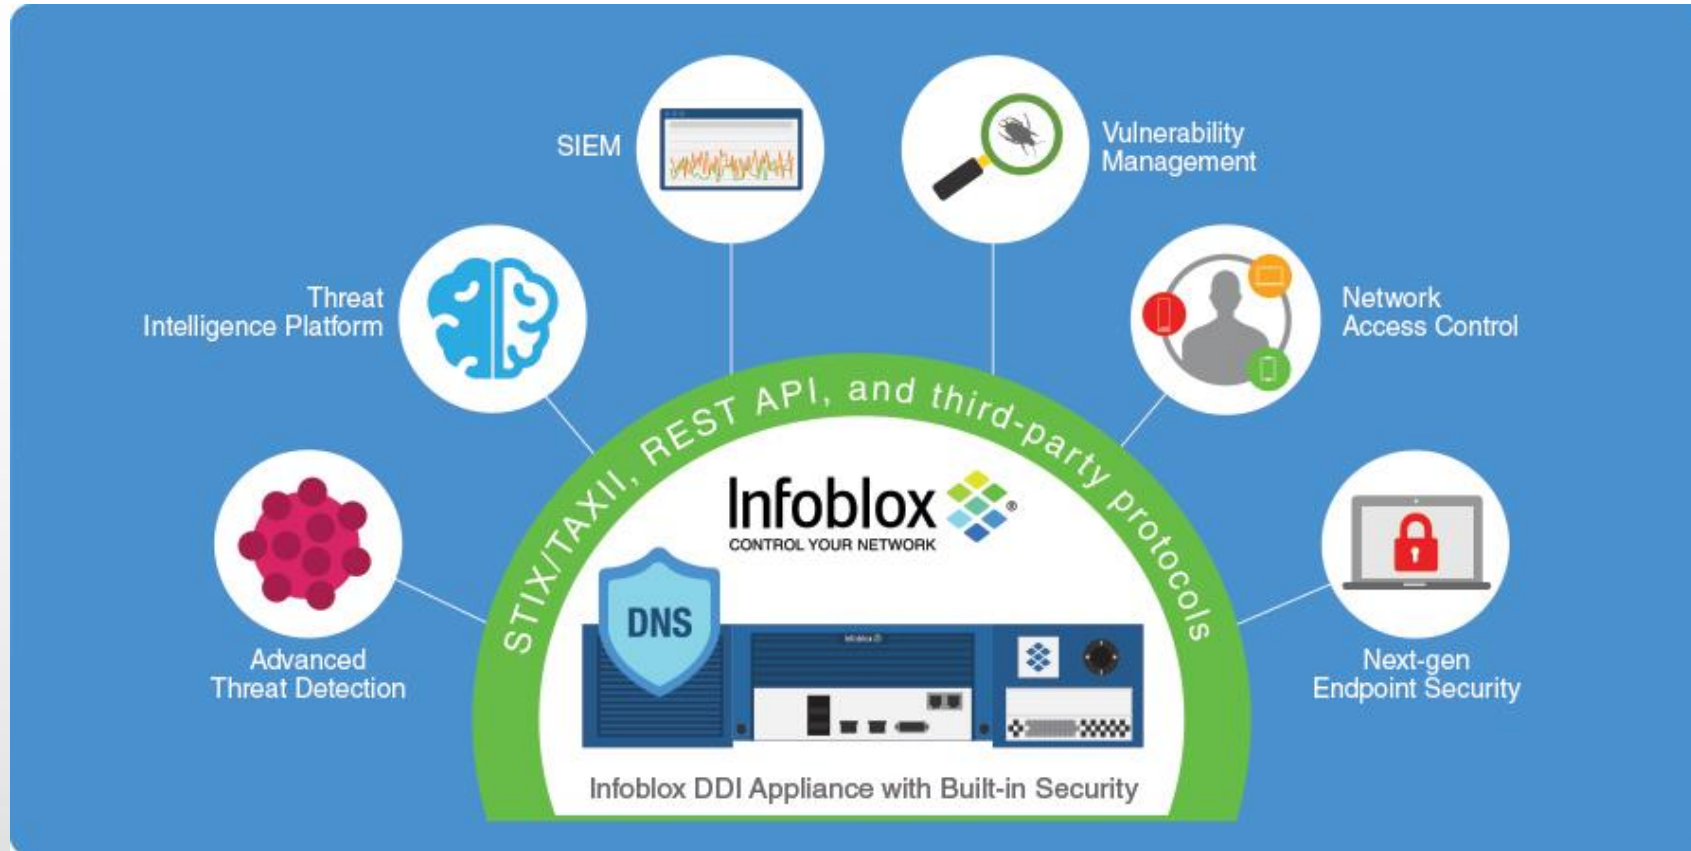 SIEM
Vulnerability
Management
Threat
Intelligence Platform
Network
Access Control
STIX/TAXII, REST API, and third-party protocols
Infoblox ®
CONTROL YOUR NETWORK
DNS
Infoblox
Advanced
Threat Detection
Next-gen
Endpoint Security
Infoblox DDI Appliance with Built-in Security